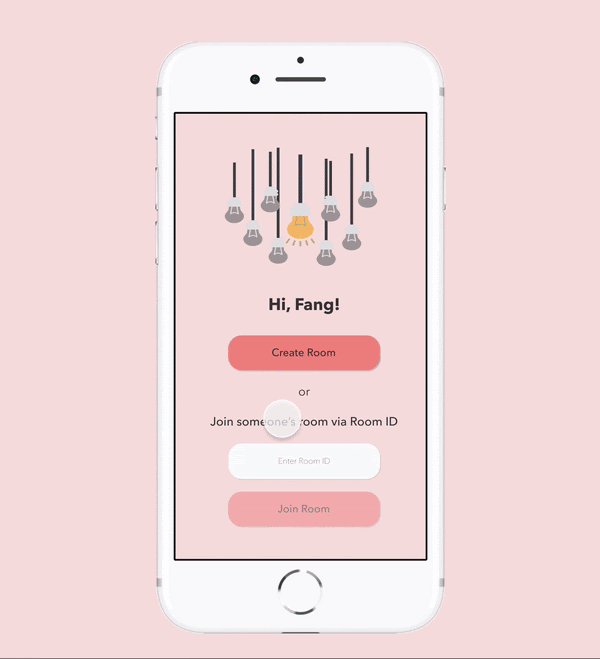 Hi, Fang!
Create Room
or
Join someone's room via Room ID
Enter Room ID
Join Room